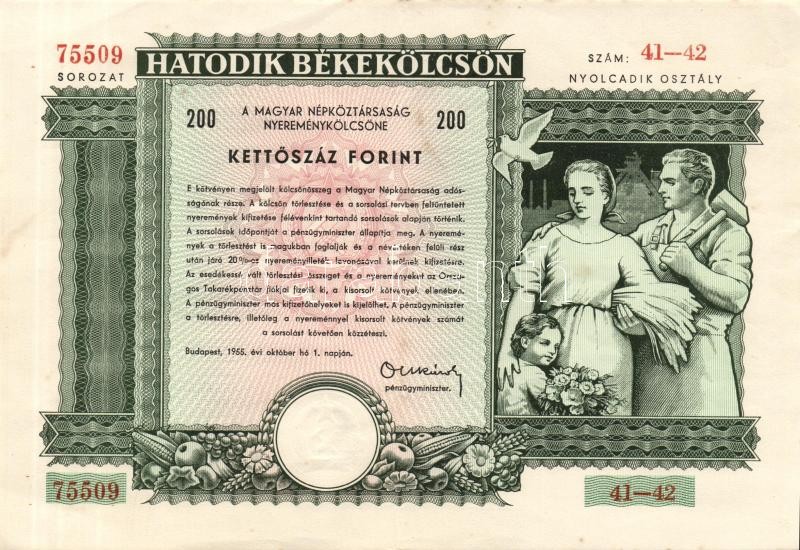 75509
SOROZAT
HATODIK BÉKEKÖLCSÖN
SZÁM: 41—42
NYOLCADIK OSZTÁLY
200 A MAGYAR NÉPKÖZTÁRSASÁG 200
NYEREMÉNYKÖLCSÖNE
KETTŐSZÁZ FORINT
E kötvényen megjelölt kölcsönösszeg a Magyar Népköztársaság adós-
ságának része. A kölcsön törlesztése és a sorsolási tervben feltüntetett
nyeremények kifizetése félévenkint tartandó sorsolások alapján történik.
A sorsolások időpontját a pénzügyminiszter állapítja meg. A nyeremé-
nyek a törlesztést is magukban foglalják és a névértéken felüli rész
után járó 20%-os nyereményilleték levonásával kerülnek kifizetésre.
Az esedékessé vált törlesztési összeget és a nyereményeket az Orszá-
gos Takarékpénztár fiókjai fizetik ki, a kisorsolt kötvények ellenében.
A pénzügyminiszter más kifizetőhelyeket is kijelölhet. A pénzügyminiszter
a törlesztésre, illetőleg a nyereménnyel kisorsolt kötvények számát
a sorsolást követően közzéteszi.
Budapest, 1955. évi október hó 1. napján.
pénzügyminiszter.
75509
41—42